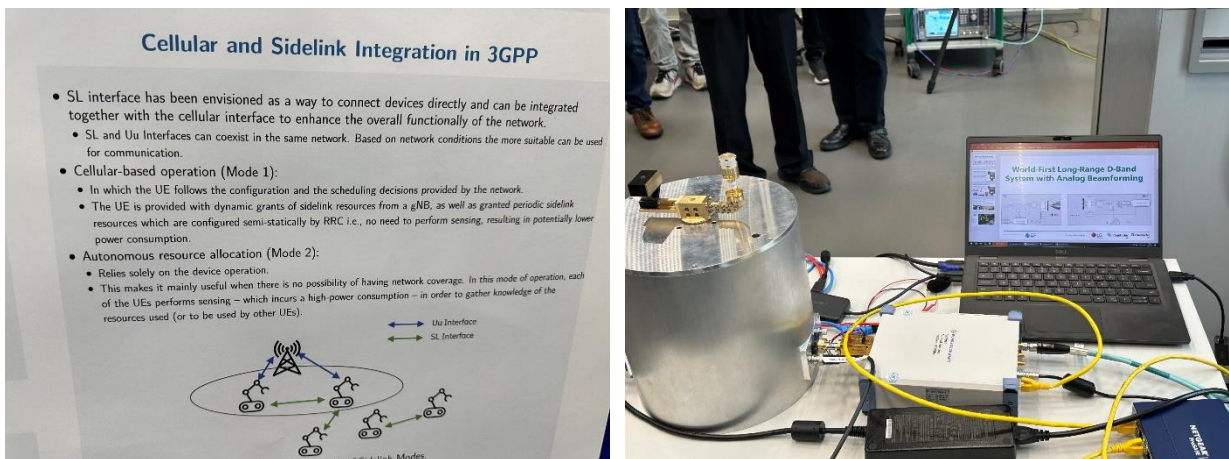 Cellular and Sidelink Integration in 3GPP
• SL interface has been envisioned as a way to connect devices directly and can be integrated
together with the cellular interface to enhance the overall functionally of the network.
• SL and Uu Interfaces can coexist in the same network. Based on network conditions the more suitable can be used
for communication.
• Cellular-based operation (Mode 1):
• In which the UE follows the configuration and the scheduling decisions provided by the network.
• The UE is provided with dynamic grants of sidelink resources from a gNB, as well as granted periodic sidelink
resources which are configured semi-statically by RRC i.e., no need to perform sensing, resulting in potentially lower
power consumption.
• Autonomous resource allocation (Mode 2):
• Relies solely on the device operation.
• This makes it mainly useful when there is no possibility of having network coverage. In this mode of operation, each
of the UEs performs sensing – which incurs a high-power consumption – in order to gather knowledge of the
resources used (or to be used by other UEs).
Uu Interface
SL Interface
Sidelink Modes.
World-First Long-Range D-Band
System with Analog Beamforming
LG
DELL
NETGEAR